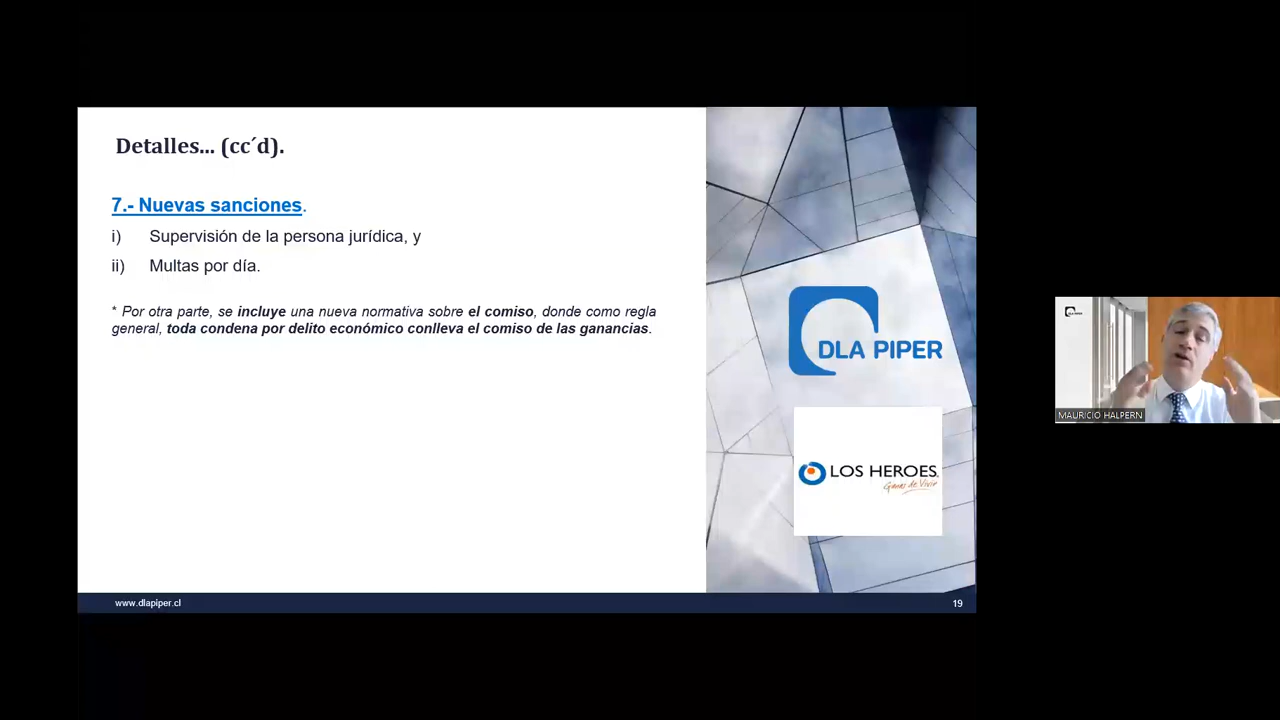 Detalles... (cc´d).
7.- Nuevas sanciones.
i) Supervisión de la persona jurídica, y
ii) Multas por día.
* Por otra parte, se incluye una nueva normativa sobre el comiso, donde como regla
general, toda condena por delito económico conlleva el comiso de las ganancias.
DLA PIPER
LOS HEROES
Ganas de Vivir
www.dlapiper.cl
19
DLA PIPER
MAURICIO HALPERN